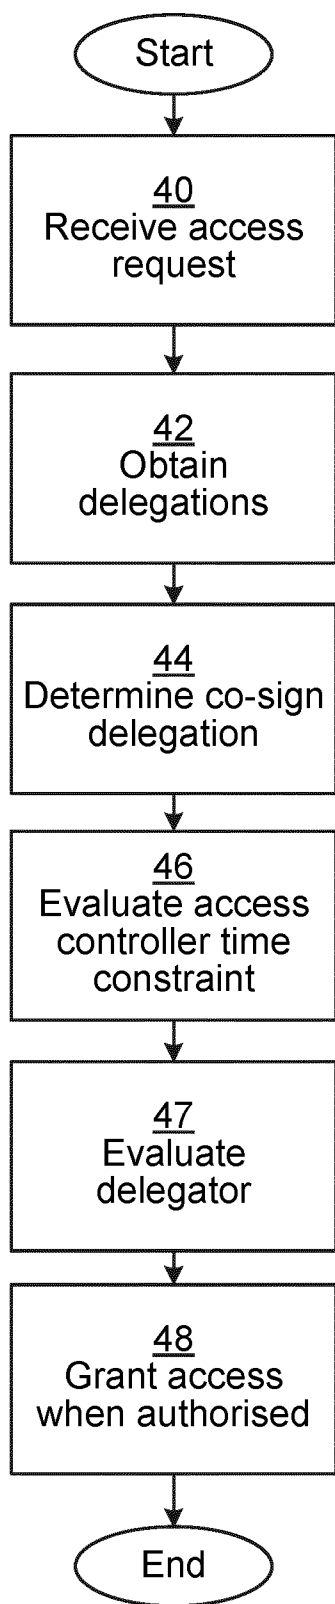 Start
40
Receive access
request
42
Obtain
delegations
44
Determine co-sign
delegation
46
Evaluate access
controller time
constraint
47
Evaluate
delegator
48
Grant access
when authorised
End